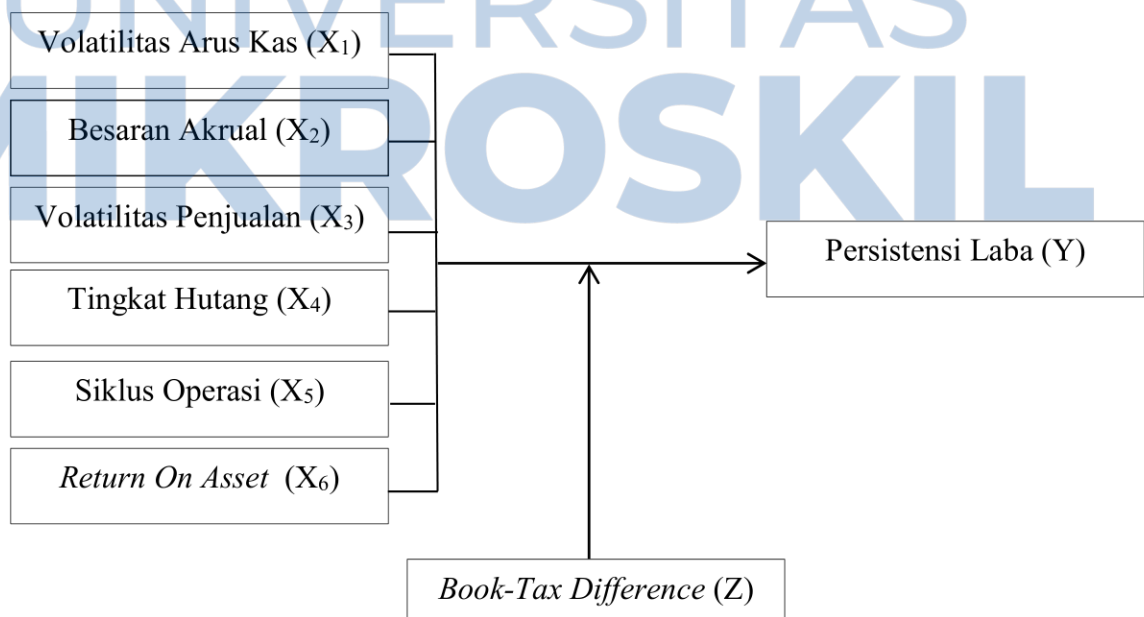 UNIVERSITAS
MIKROSKIL
Volatilitas Arus Kas (X₁)
Besaran Akrual (X₂)
Volatilitas Penjualan (X₃)
Tingkat Hutang (X₄)
Siklus Operasi (X₅)
Return On Asset (X₆)
Persistensi Laba (Y)
Book-Tax Difference (Z)